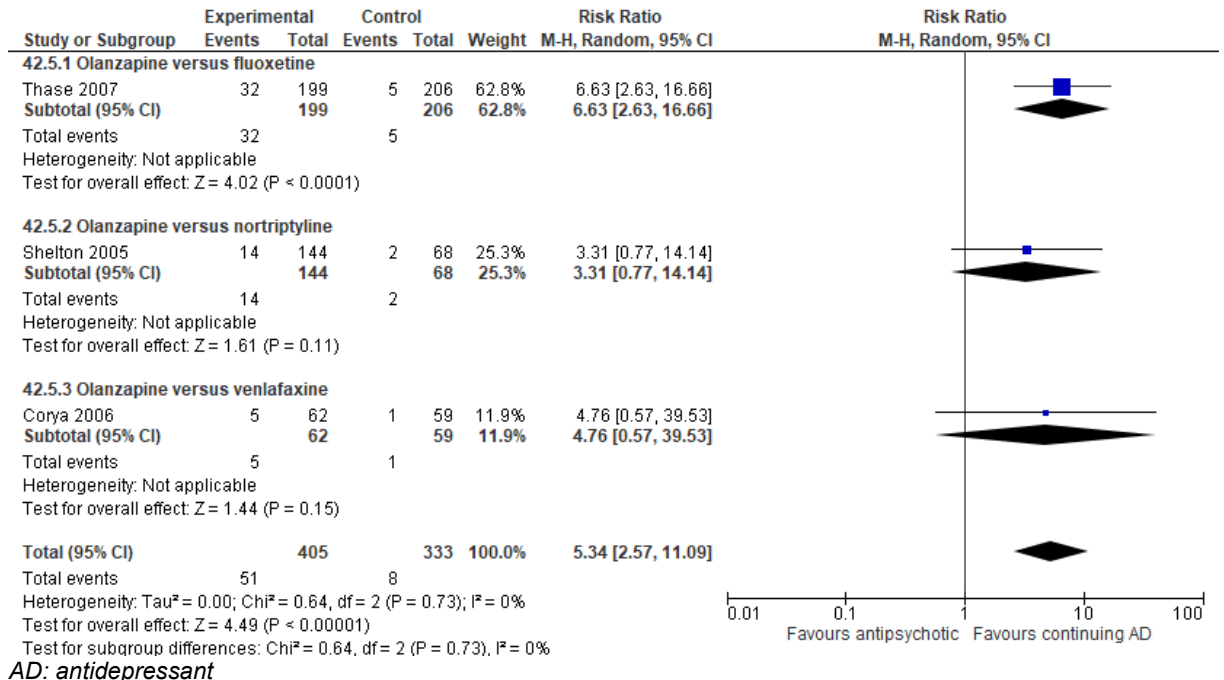 Experimental Control Risk Ratio Risk Ratio
Study or Subgroup Events Total Events Total Weight M-H, Random, 95% CI M-H, Random, 95% CI
42.5.1 Olanzapine versus fluoxetine
Thase 2007 32 199 5 206 62.8% 6.63 [2.63, 16.66]
Subtotal (95% CI) 199 206 62.8% 6.63 [2.63, 16.66]
Total events 32 5
Heterogeneity: Not applicable
Test for overall effect: Z = 4.02 (P < 0.0001)
42.5.2 Olanzapine versus nortriptyline
Shelton 2005 14 144 2 68 25.3% 3.31 [0.77, 14.14]
Subtotal (95% CI) 144 68 25.3% 3.31 [0.77, 14.14]
Total events 14 2
Heterogeneity: Not applicable
Test for overall effect: Z = 1.61 (P = 0.11)
42.5.3 Olanzapine versus venlafaxine
Corya 2006 5 62 1 59 11.9% 4.76 [0.57, 39.53]
Subtotal (95% CI) 62 59 11.9% 4.76 [0.57, 39.53]
Total events 5 1
Heterogeneity: Not applicable
Test for overall effect: Z = 1.44 (P = 0.15)
Total (95% CI) 405 333 100.0% 5.34 [2.57, 11.09]
Total events 51 8
Heterogeneity: Tau² = 0.00; Chi² = 0.64, df = 2 (P = 0.73); I² = 0%
Test for overall effect: Z = 4.49 (P < 0.00001)
Test for subgroup differences: Chi² = 0.64, df = 2 (P = 0.73), I² = 0%
0.01 0.1 1 10 100
Favours antipsychotic Favours continuing AD
AD: antidepressant